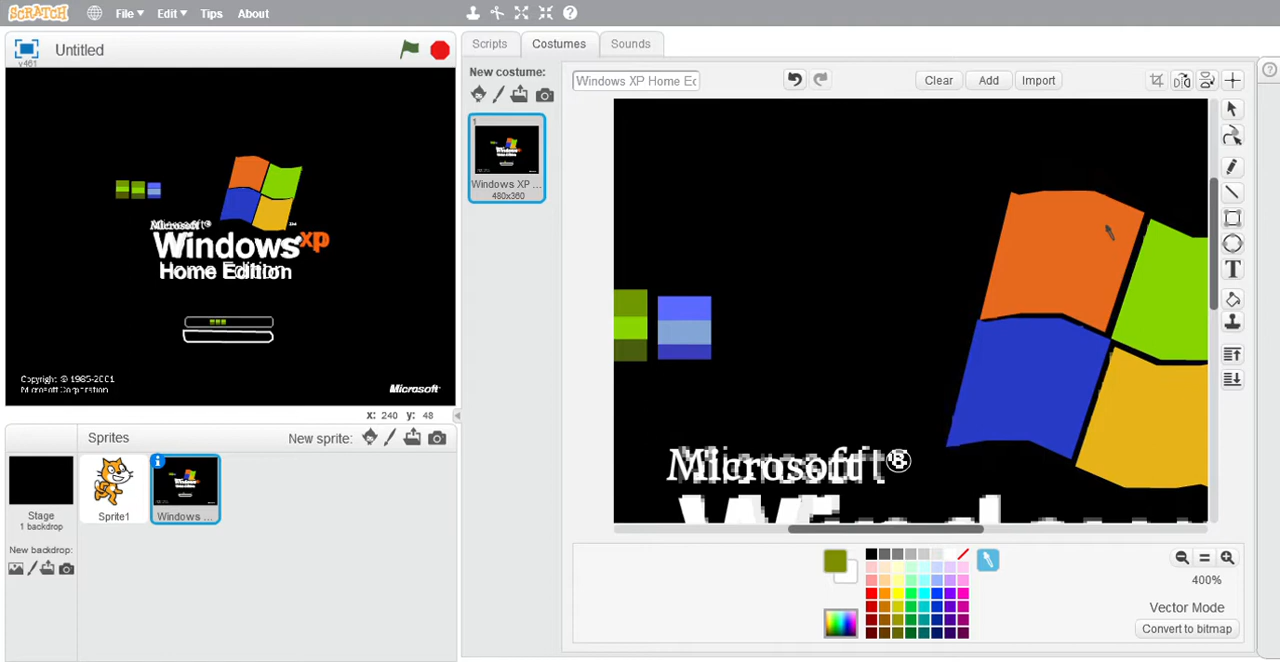 SCRATCH File Edit Tips About
Untitled
v461
Scripts Costumes Sounds
New costume:
1
Windows XP ...
480x360
Windows XP Home Ec
Clear Add Import
Microsoft®
Windows xp
Home Edition
Copyright © 1985-2001
Microsoft Corporation
Microsoft
Microsoft®
x: 240 y: 48
Sprites New sprite:
Stage
1 backdrop
New backdrop:
Sprite1
Windows ...
400%
Vector Mode
Convert to bitmap